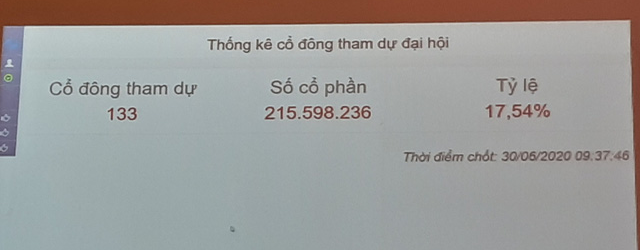 Thống kê cổ đông tham dự đại hội
Cổ đông tham dự Số cổ phần Tỷ lệ
133 215.598.236 17,54%
Thời điểm chốt: 30/06/2020 09.37:46